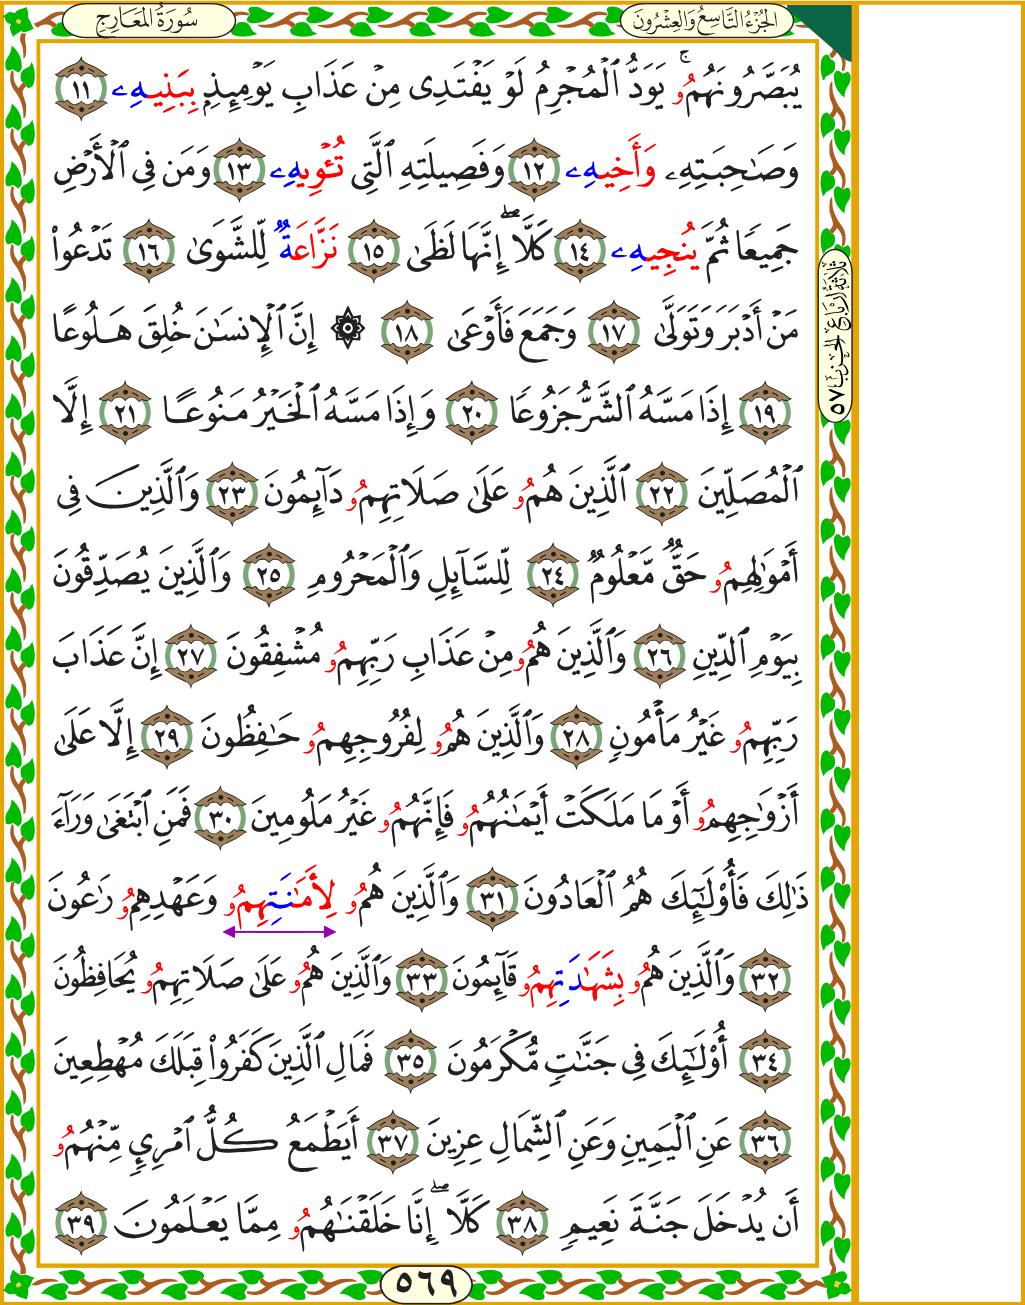 سُورَةُ المَعَارِجِ
الجُزْءُ التَّاسِعُ وَالعِشْرُونَ
يُبَصَّرُونَهُمُۥ ۚ يَوَدُّ ٱلْمُجْرِمُ لَوْ يَفْتَدِى مِنْ عَذَابِ يَوْمِئِذِۭ بِبَنِيهِۦ ١١
وَصَـٰحِبَتِهِۦ وَأَخِيهِۦ ١٢ وَفَصِيلَتِهِ ٱلَّتِى تُـْٔوِيهِۦ ١٣ وَمَن فِى ٱلْأَرْضِ
جَمِيعًا ثُمَّ يُنجِيهِۦ ١٤ كَلَّا ۖ إِنَّهَا لَظَىٰ ١٥ نَزَّاعَةٌ لِّلشَّوَىٰ ١٦ تَدْعُوا۟
مَنْ أَدْبَرَ وَتَوَلَّىٰ ١٧ وَجَمَعَ فَأَوْعَىٰ ١٨ ۞ إِنَّ ٱلْإِنسَـٰنَ خُلِقَ هَلُوعًا
١٩ إِذَا مَسَّهُ ٱلشَّرُّ جَزُوعًا ٢٠ وَإِذَا مَسَّهُ ٱلْخَيْرُ مَنُوعًا ٢١ إِلَّا
ٱلْمُصَلِّينَ ٢٢ ٱلَّذِينَ هُمُۥ عَلَىٰ صَلَاتِهِمُۥ دَآئِمُونَ ٢٣ وَٱلَّذِينَ فِى
أَمْوَٰلِهِمُۥ حَقٌّ مَّعْلُومٌ ٢٤ لِّلسَّآئِلِ وَٱلْمَحْرُومِ ٢٥ وَٱلَّذِينَ يُصَدِّقُونَ
بِيَوْمِ ٱلدِّينِ ٢٦ وَٱلَّذِينَ هُمُۥ مِنْ عَذَابِ رَبِّهِمُۥ مُشْفِقُونَ ٢٧ إِنَّ عَذَابَ
رَبِّهِمُۥ غَيْرُ مَأْمُونٍ ٢٨ وَٱلَّذِينَ هُمُۥ لِفُرُوجِهِمُۥ حَـٰفِظُونَ ٢٩ إِلَّا عَلَىٰ
أَزْوَٰجِهِمُۥ أَوْ مَا مَلَكَتْ أَيْمَـٰنُهُمُۥ فَإِنَّهُمُۥ غَيْرُ مَلُومِينَ ٣٠ فَمَنِ ٱبْتَغَىٰ وَرَآءَ
ذَٰلِكَ فَأُو۟لَـٰٓئِكَ هُمُ ٱلْعَادُونَ ٣١ وَٱلَّذِينَ هُمُۥ لِأَمَـٰنَـٰتِهِمُۥ وَعَهْدِهِمُۥ رَٰعُونَ
٣٢ وَٱلَّذِينَ هُمُۥ بِشَهَـٰدَتِهِمُۥ قَآئِمُونَ ٣٣ وَٱلَّذِينَ هُمُۥ عَلَىٰ صَلَاتِهِمُۥ يُحَافِظُونَ
٣٤ أُو۟لَـٰٓئِكَ فِى جَنَّـٰتٍ مُّكْرَمُونَ ٣٥ فَمَالِ ٱلَّذِينَ كَفَرُوا۟ قِبَلَكَ مُهْطِعِينَ
٣٦ عَنِ ٱلْيَمِينِ وَعَنِ ٱلشِّمَالِ عِزِينَ ٣٧ أَيَطْمَعُ كُلُّ ٱمْرِىٍٕ مِّنْهُمُۥ
أَن يُدْخَلَ جَنَّةَ نَعِيمٍ ٣٨ كَلَّا ۖ إِنَّا خَلَقْنَـٰهُمُۥ مِمَّا يَعْلَمُونَ ٣٩
ثَلَاثَةُ أَرْبَاعِ الحِزْبِ ٥٧
٥٦٩